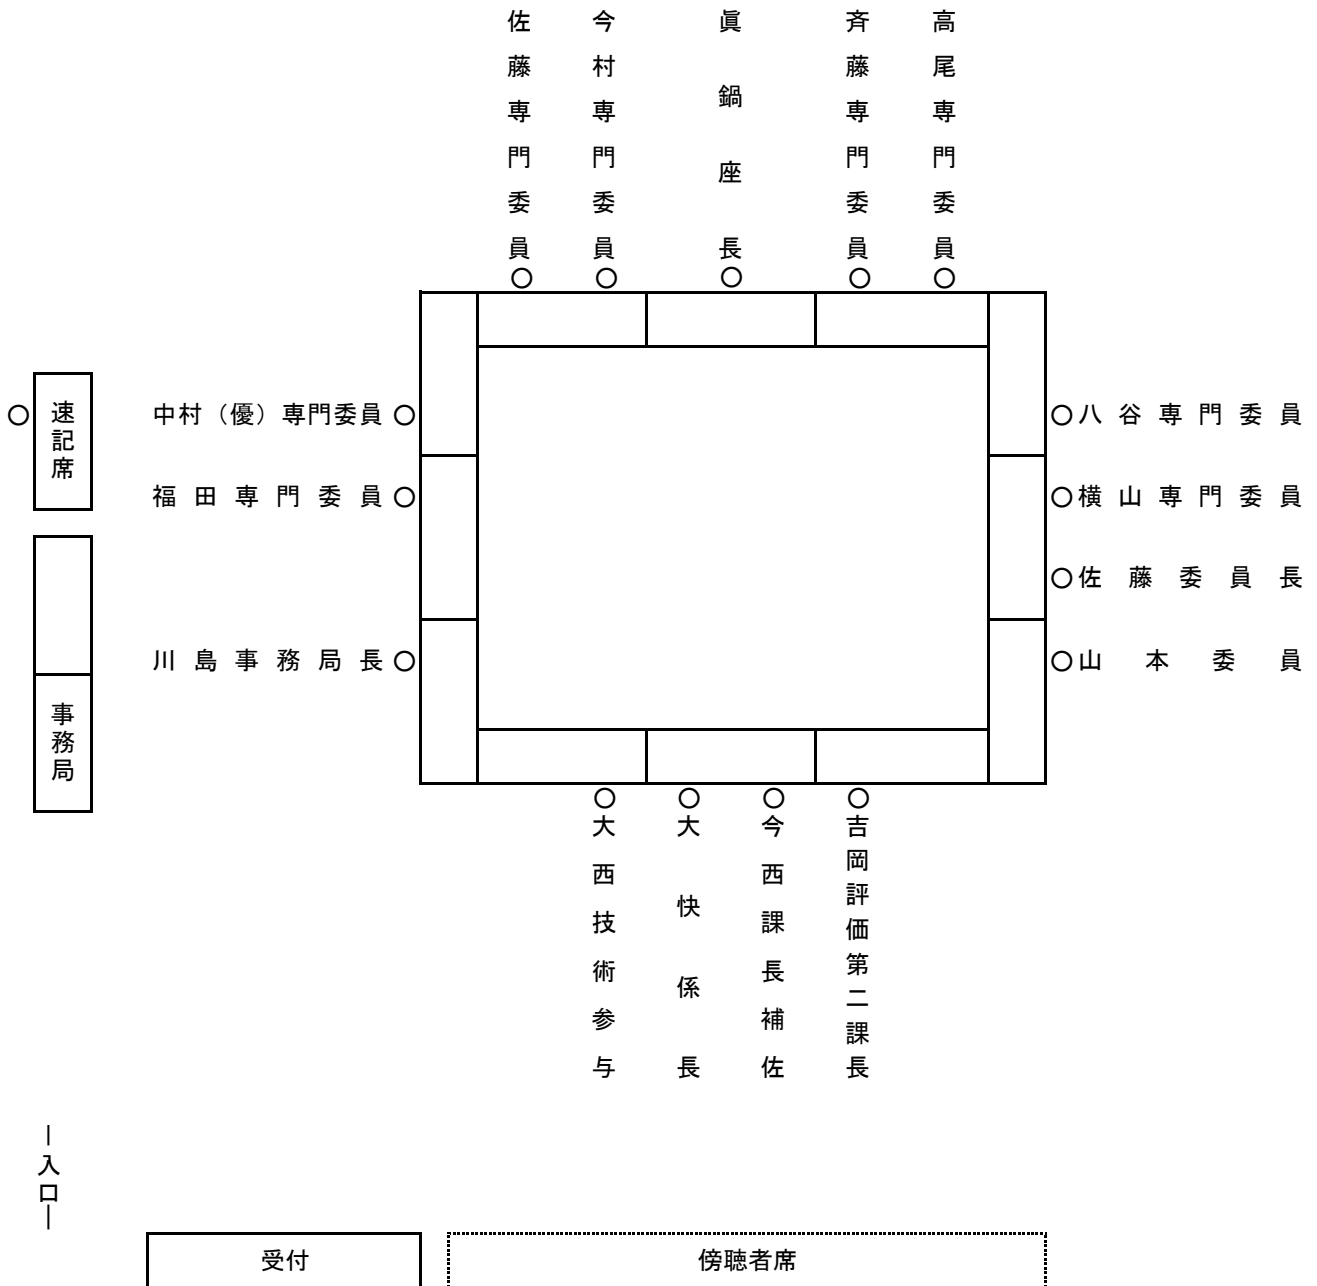 佐藤専門委員
今村専門委員
眞鍋座長
斉藤専門委員
高尾専門委員
速記席
中村（優）専門委員
八谷専門委員
福田専門委員
横山専門委員
佐藤委員長
川島事務局長
山本委員
事務局
大西技術参与
大快係長
今西課長補佐
吉岡評価第二課長
―入口―
受付
傍聴者席